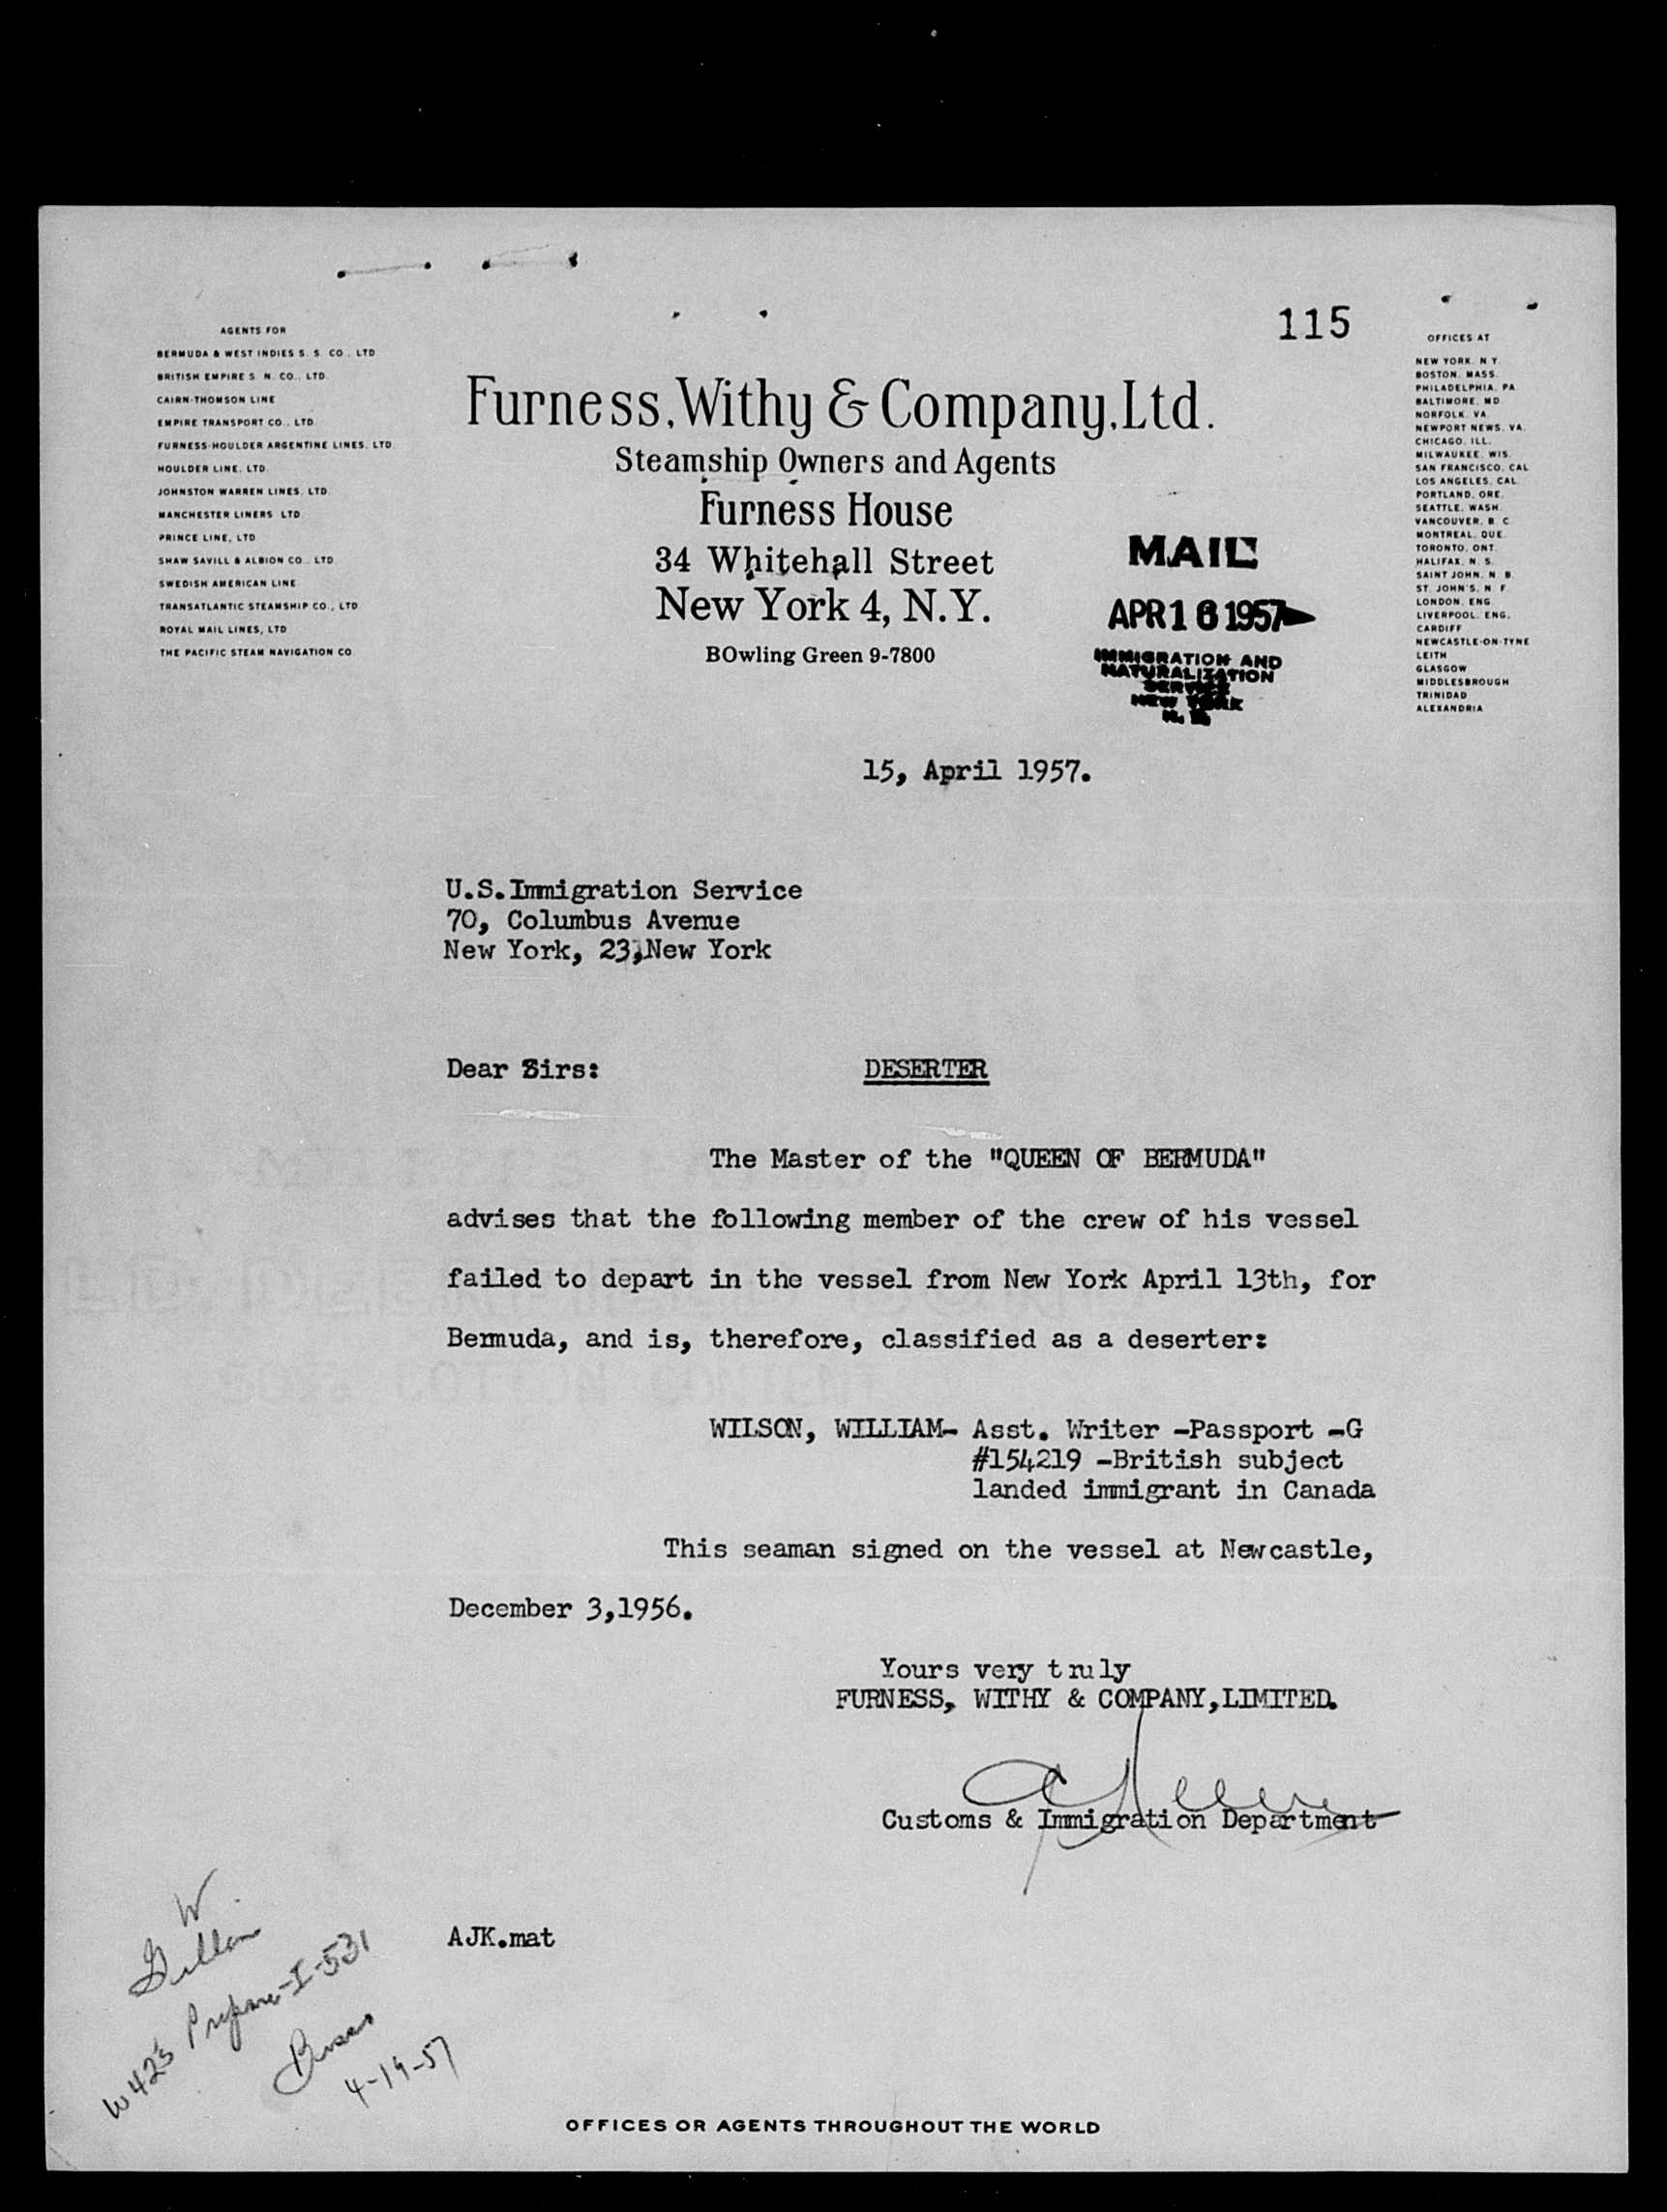 115
AGENTS FOR
BERMUDA & WEST INDIES S. S. CO., LTD.
BRITISH EMPIRE S. N. CO., LTD.
CAIRN-THOMSON LINE
EMPIRE TRANSPORT CO., LTD.
FURNESS-HOULDER ARGENTINE LINES, LTD.
HOULDER LINE, LTD.
JOHNSTON WARREN LINES, LTD.
MANCHESTER LINERS LTD.
PRINCE LINE, LTD.
SHAW SAVILL & ALBION CO., LTD.
SWEDISH AMERICAN LINE
TRANSATLANTIC STEAMSHIP CO., LTD.
ROYAL MAIL LINES, LTD.
THE PACIFIC STEAM NAVIGATION CO.
Furness, Withy & Company, Ltd.
Steamship Owners and Agents
Furness House
34 Whitehall Street
New York 4, N.Y.
BOwling Green 9-7800
MAIL
APR 16 1957
IMMIGRATION AND
NATURALIZATION
SERVICE
NEW YORK
N. Y.
OFFICES AT
NEW YORK, N.Y.
BOSTON, MASS.
PHILADELPHIA, PA.
BALTIMORE, MD.
NORFOLK, VA.
NEWPORT NEWS, VA.
CHICAGO, ILL.
MILWAUKEE, WIS.
SAN FRANCISCO, CAL.
LOS ANGELES, CAL.
PORTLAND, ORE.
SEATTLE, WASH.
VANCOUVER, B. C.
MONTREAL, QUE.
TORONTO, ONT.
HALIFAX, N. S.
SAINT JOHN, N. B.
ST. JOHN'S, N. F.
LONDON, ENG.
LIVERPOOL, ENG.
CARDIFF
NEWCASTLE-ON-TYNE
LEITH
GLASGOW
MIDDLESBROUGH
TRINIDAD
ALEXANDRIA
15, April 1957.
U.S.Immigration Service
70, Columbus Avenue
New York, 23,New York
Dear Sirs: DESERTER
The Master of the "QUEEN OF BERMUDA"
advises that the following member of the crew of his vessel
failed to depart in the vessel from New York April 13th, for
Bermuda, and is, therefore, classified as a deserter:
WILSON, WILLIAM- Asst. Writer -Passport -G
#154219 -British subject
landed immigrant in Canada
This seaman signed on the vessel at Newcastle,
December 3,1956.
Yours very truly
FURNESS, WITHY & COMPANY,LIMITED.
Customs & Immigration Department
AJK.mat
W
Prepare-I-531
4-19-57
OFFICES OR AGENTS THROUGHOUT THE WORLD